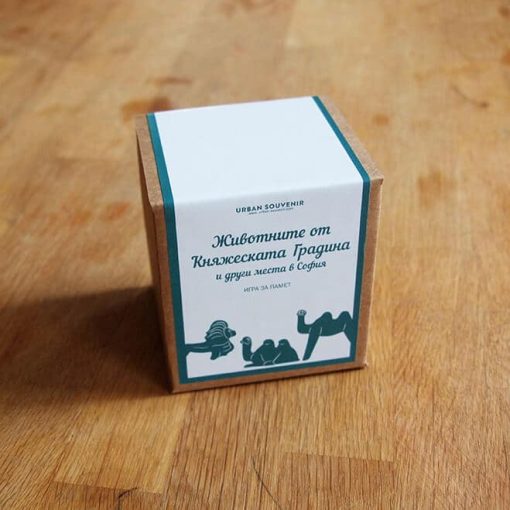 URBAN SOUVENIR
Животните от
Княжеската Градина
и други места в София
ИГРА ЗА ПАМЕТ